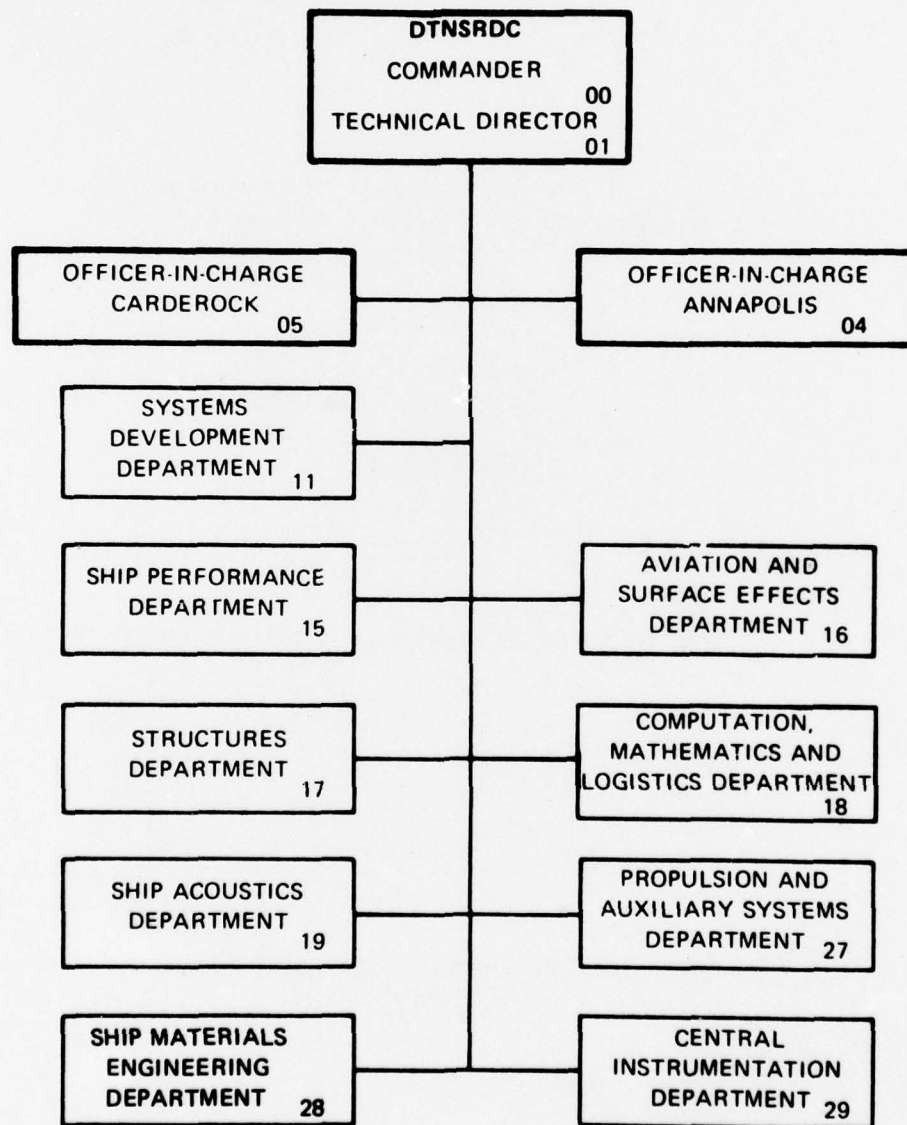 DTNSRDC
COMMANDER
00
TECHNICAL DIRECTOR
01
OFFICER-IN-CHARGE
CARDEROCK
05
OFFICER-IN-CHARGE
ANNAPOLIS
04
SYSTEMS
DEVELOPMENT
DEPARTMENT
11
SHIP PERFORMANCE
DEPARTMENT
15
AVIATION AND
SURFACE EFFECTS
DEPARTMENT
16
STRUCTURES
DEPARTMENT
17
COMPUTATION,
MATHEMATICS AND
LOGISTICS DEPARTMENT
18
SHIP ACOUSTICS
DEPARTMENT
19
PROPULSION AND
AUXILIARY SYSTEMS
DEPARTMENT
27
SHIP MATERIALS
ENGINEERING
DEPARTMENT
28
CENTRAL
INSTRUMENTATION
DEPARTMENT
29